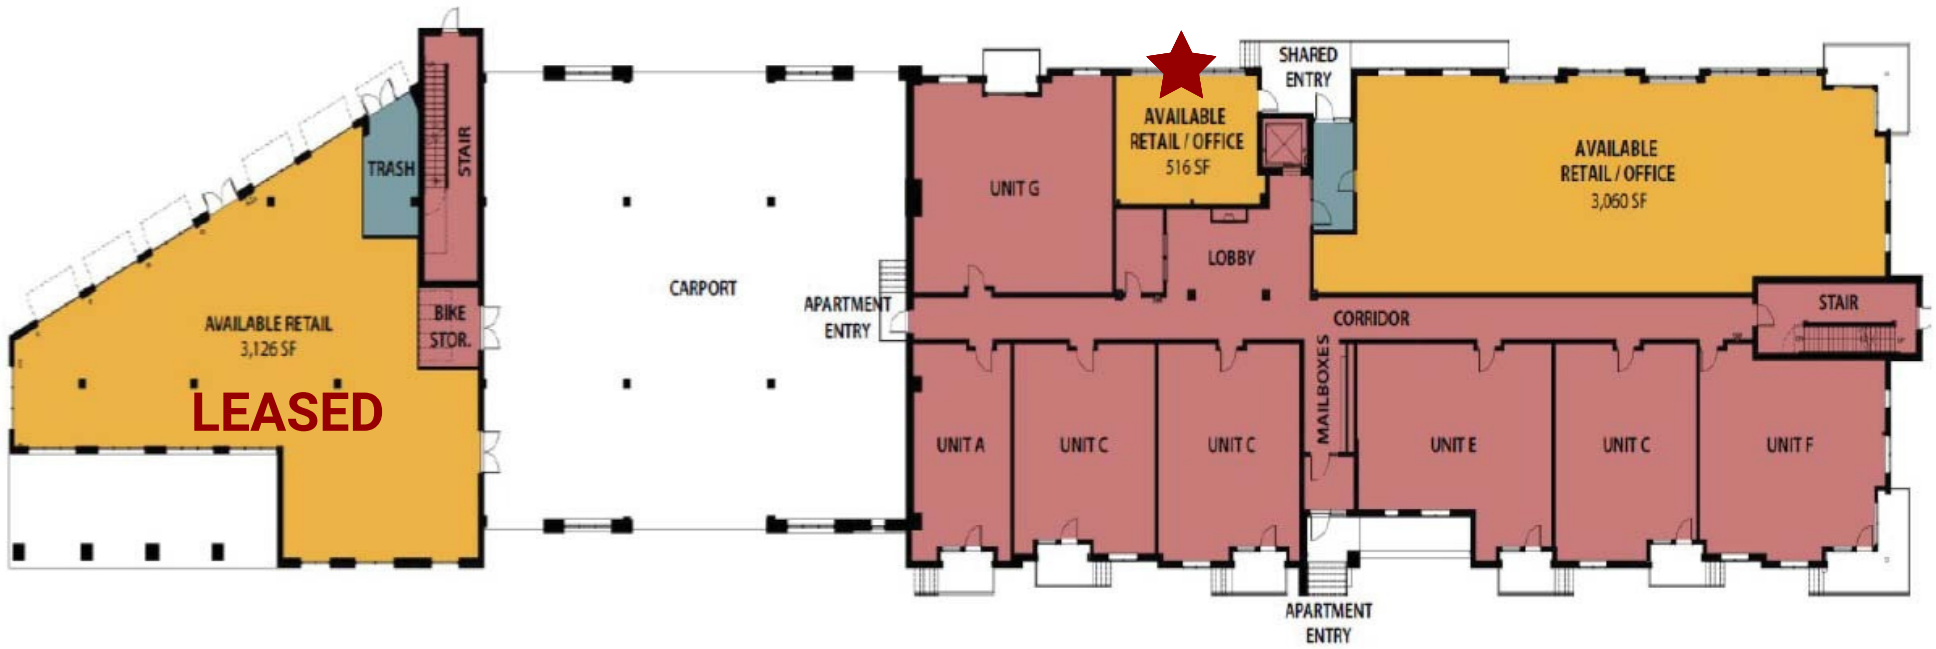 SHARED
ENTRY
STAIR
TRASH
AVAILABLE
RETAIL / OFFICE
516 SF
AVAILABLE
RETAIL / OFFICE
3,060 SF
UNIT G
LOBBY
CARPORT
APARTMENT
ENTRY
BIKE
STOR.
AVAILABLE RETAIL
3,126 SF
LEASED
CORRIDOR
STAIR
MAILBOXES
UNIT A
UNIT C
UNIT C
UNIT E
UNIT C
UNIT F
APARTMENT
ENTRY